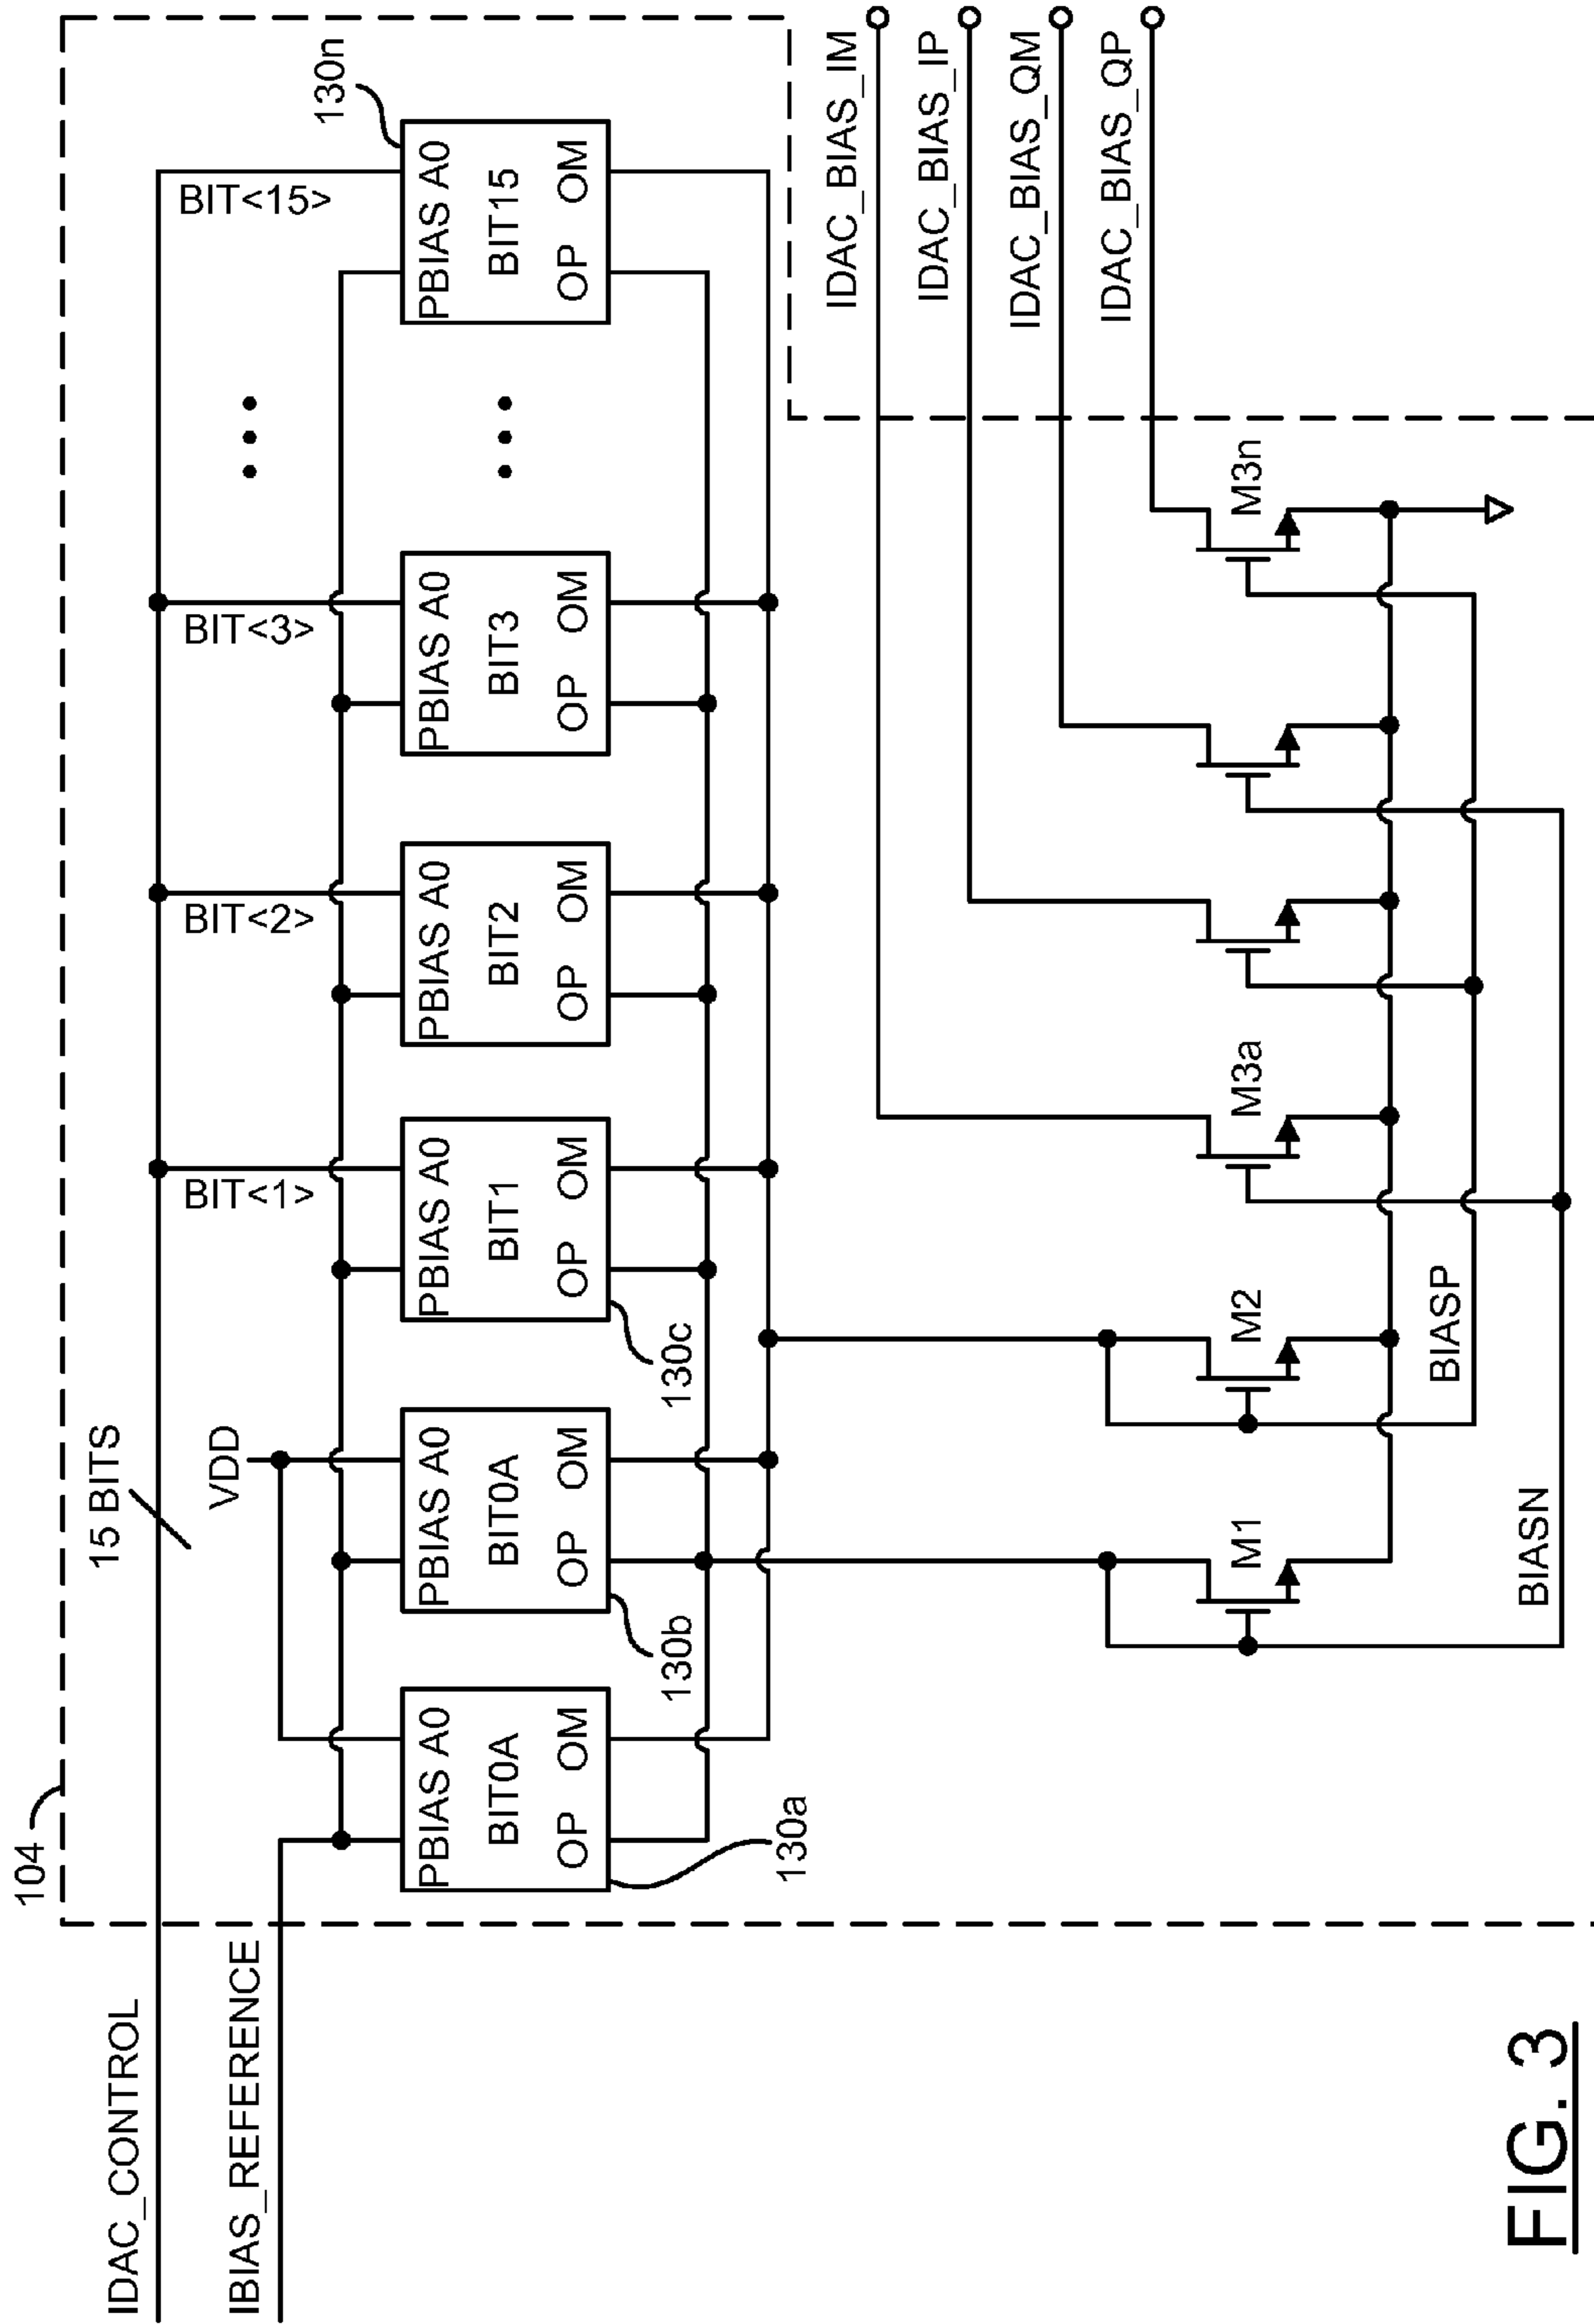 104
IDAC_CONTROL
15 BITS
IBIAS_REFERENCE
VDD
BIT<1>
BIT<2>
BIT<3>
BIT<15>
130n
PBIAS A0
BIT0A
OP OM
PBIAS A0
BIT0A
OP OM
PBIAS A0
BIT1
OP OM
PBIAS A0
BIT2
OP OM
PBIAS A0
BIT3
OP OM
PBIAS A0
BIT15
OP OM
130a
130b
130c
IDAC_BIAS_IM
IDAC_BIAS_IP
IDAC_BIAS_QM
IDAC_BIAS_QP
M1
M2
M3a
M3n
BIASP
BIASN
FIG. 3